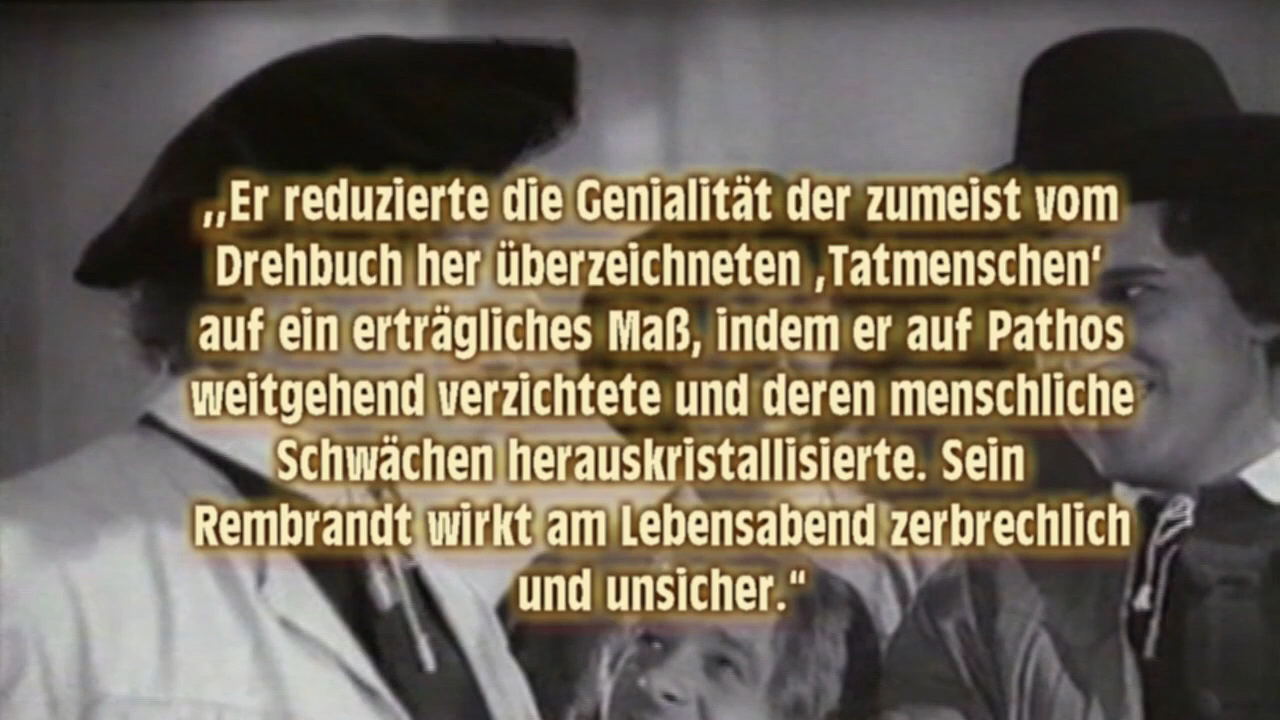 ,,Er reduzierte die Genialität der zumeist vom
Drehbuch her überzeichneten ‚Tatmenschen‘
auf ein erträgliches Maß, indem er auf Pathos
weitgehend verzichtete und deren menschliche
Schwächen herauskristallisierte. Sein
Rembrandt wirkt am Lebensabend zerbrechlich
und unsicher.“